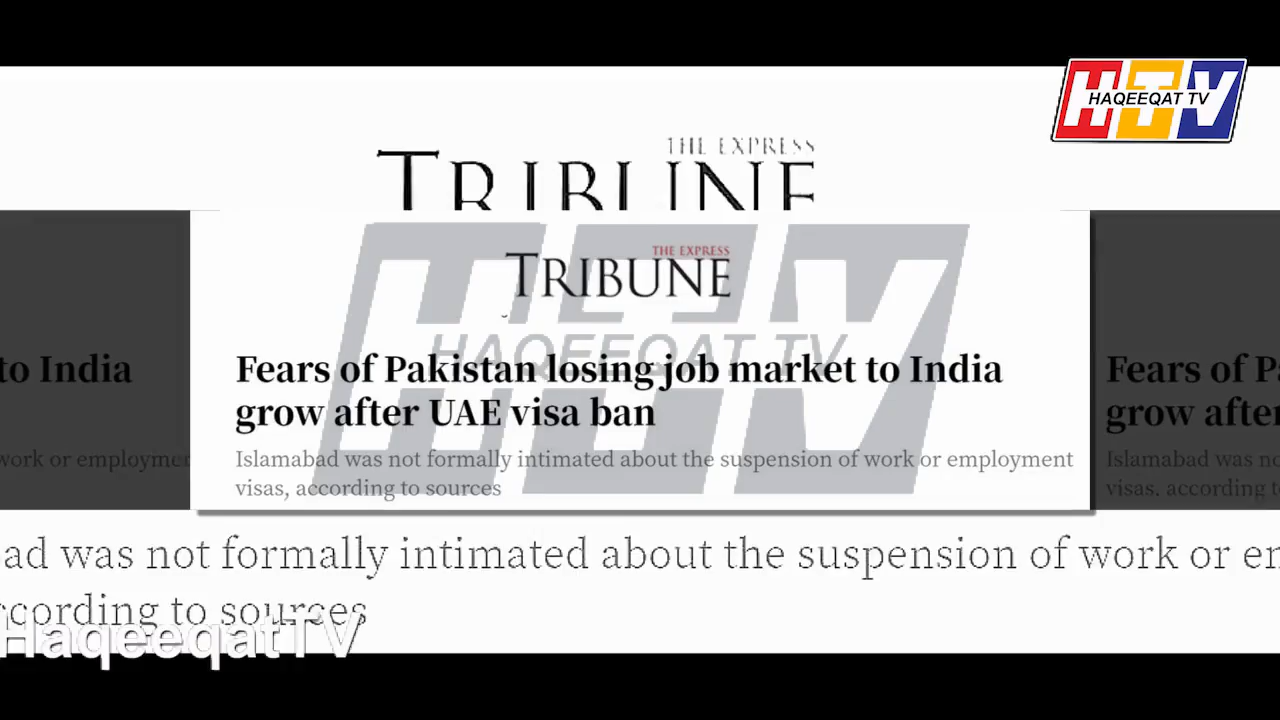 HTV
HAQEEQAT TV
THE EXPRESS
TRIBUNE
HTV
THE EXPRESS
TRIBUNE
HAQEEQAT TV
to India
Fears of Pakistan losing job market to India
grow after UAE visa ban
Fears of P
grow after
work or employme
Islamabad was not formally intimated about the suspension of work or employment
visas, according to sources
Islamabad was no
visas. according t
ad was not formally intimated about the suspension of work or e
ccording to sources
HaqeeqatTV